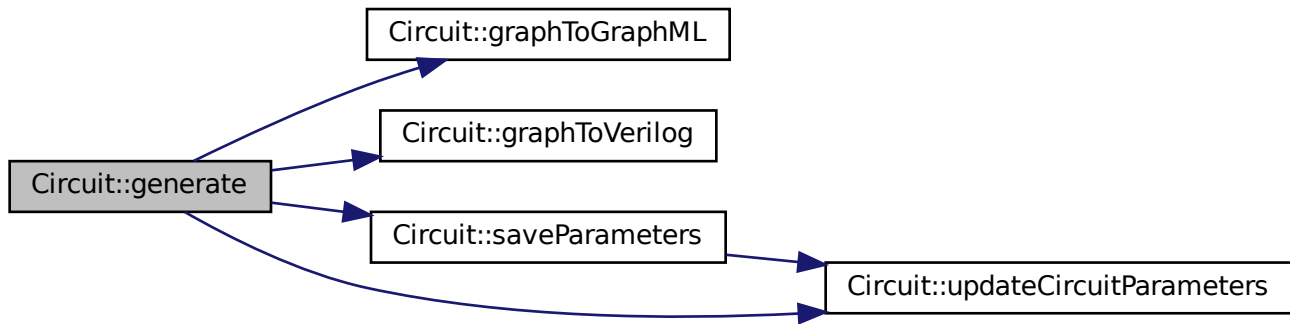 Circuit::graphToGraphML
Circuit::graphToVerilog
Circuit::generate
Circuit::saveParameters
Circuit::updateCircuitParameters